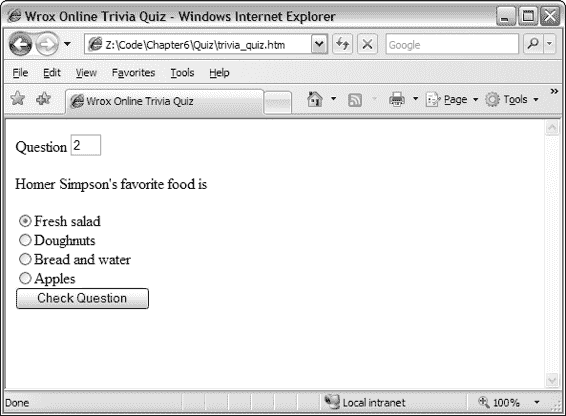 Wrox Online Trivia Quiz - Windows Internet Explorer
Z:\Code\Chapter6\Quiz\trivia_quiz.htm
Google
File Edit View Favorites Tools Help
Wrox Online Trivia Quiz
Page Tools »
Question 2
Homer Simpson's favorite food is
Fresh salad
Doughnuts
Bread and water
Apples
Check Question
Done Local intranet 100%